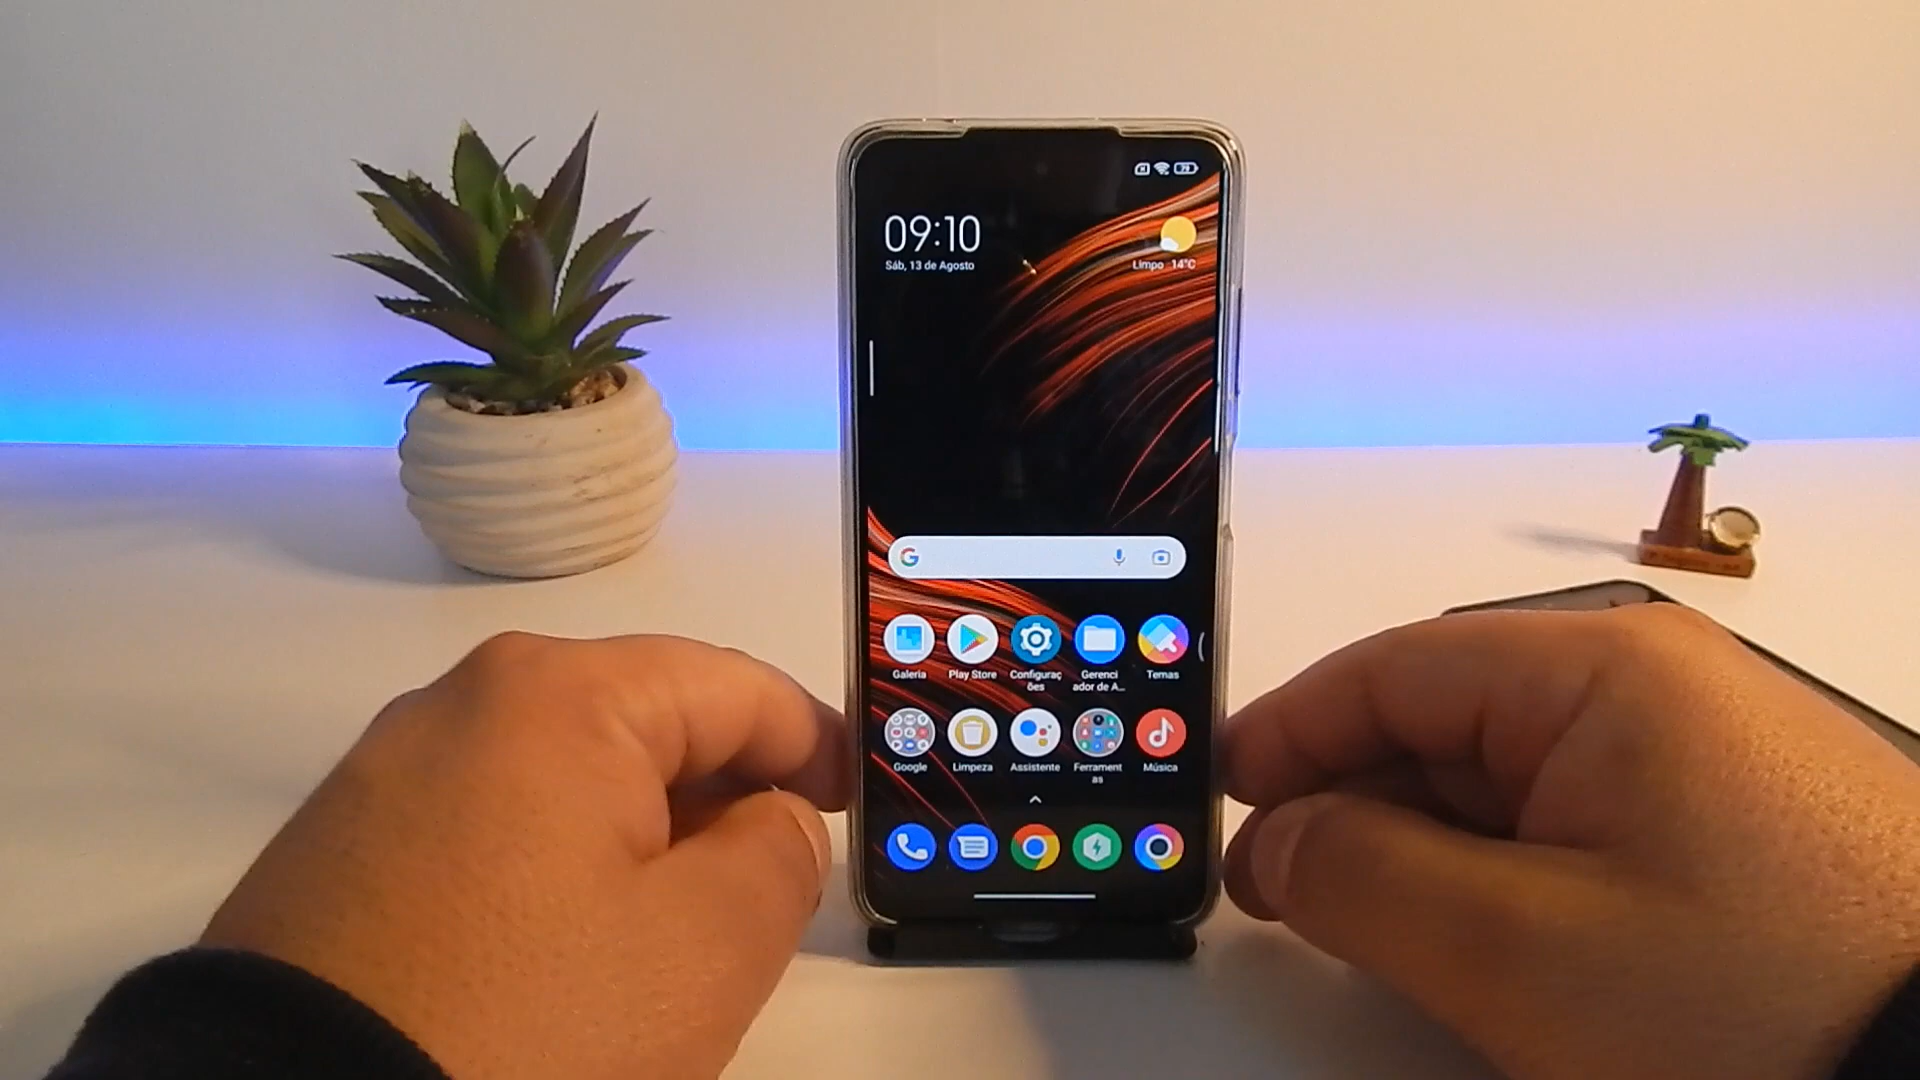 79
09:10
Sáb, 13 de Agosto
Limpo 14°C
G
Galeria
Play Store
Configuraç
ões
Gerenci
ador de A...
Temas
Google
Limpeza
Assistente
Ferrament
as
Música